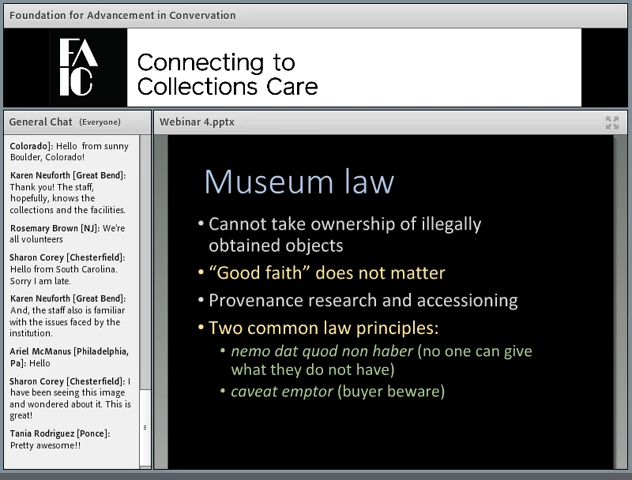 Foundation for Advancement in Convervation
FA
IC
Connecting to
Collections Care
General Chat (Everyone)
Colorado]: Hello from sunny
Boulder, Colorado!
Karen Neuforth [Great Bend]:
Thank you! The staff,
hopefully, knows the
collections and the facilities.
Rosemary Brown [NJ]: We're
all volunteers
Sharon Corey [Chesterfield]:
Hello from South Carolina.
Sorry I am late.
Karen Neuforth [Great Bend]:
And, the staff also is familiar
with the issues faced by the
institution.
Ariel McManus [Philadelphia,
Pa]: Hello
Sharon Corey [Chesterfield]: I
have been seeing this image
and wondered about it. This is
great!
Tania Rodriguez [Ponce]:
Pretty awesome!!
Webinar 4.pptx
Museum law
• Cannot take ownership of illegally
obtained objects
• “Good faith” does not matter
• Provenance research and accessioning
• Two common law principles:
• nemo dat quod non haber (no one can give
what they do not have)
• caveat emptor (buyer beware)